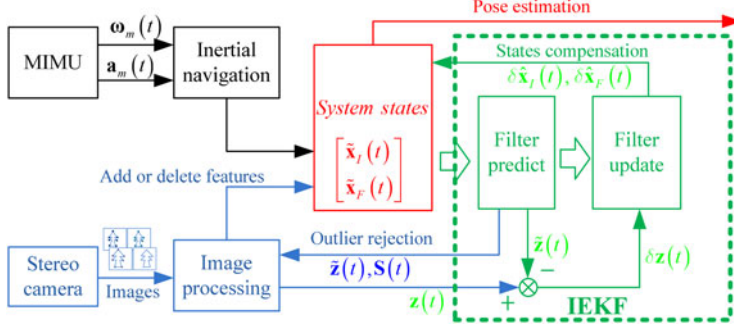 Pose estimation
ω_m(t)
MIMU
a_m(t)
Inertial
navigation
States compensation
δx̂_I(t), δx̂_F(t)
System states
x̃_I(t)
x̃_F(t)
Filter
predict
Filter
update
Add or delete features
Outlier rejection
z̃(t), S(t)
z̃(t)
−
δz(t)
Stereo
camera
Images
Image
processing
z(t)
+
IEKF